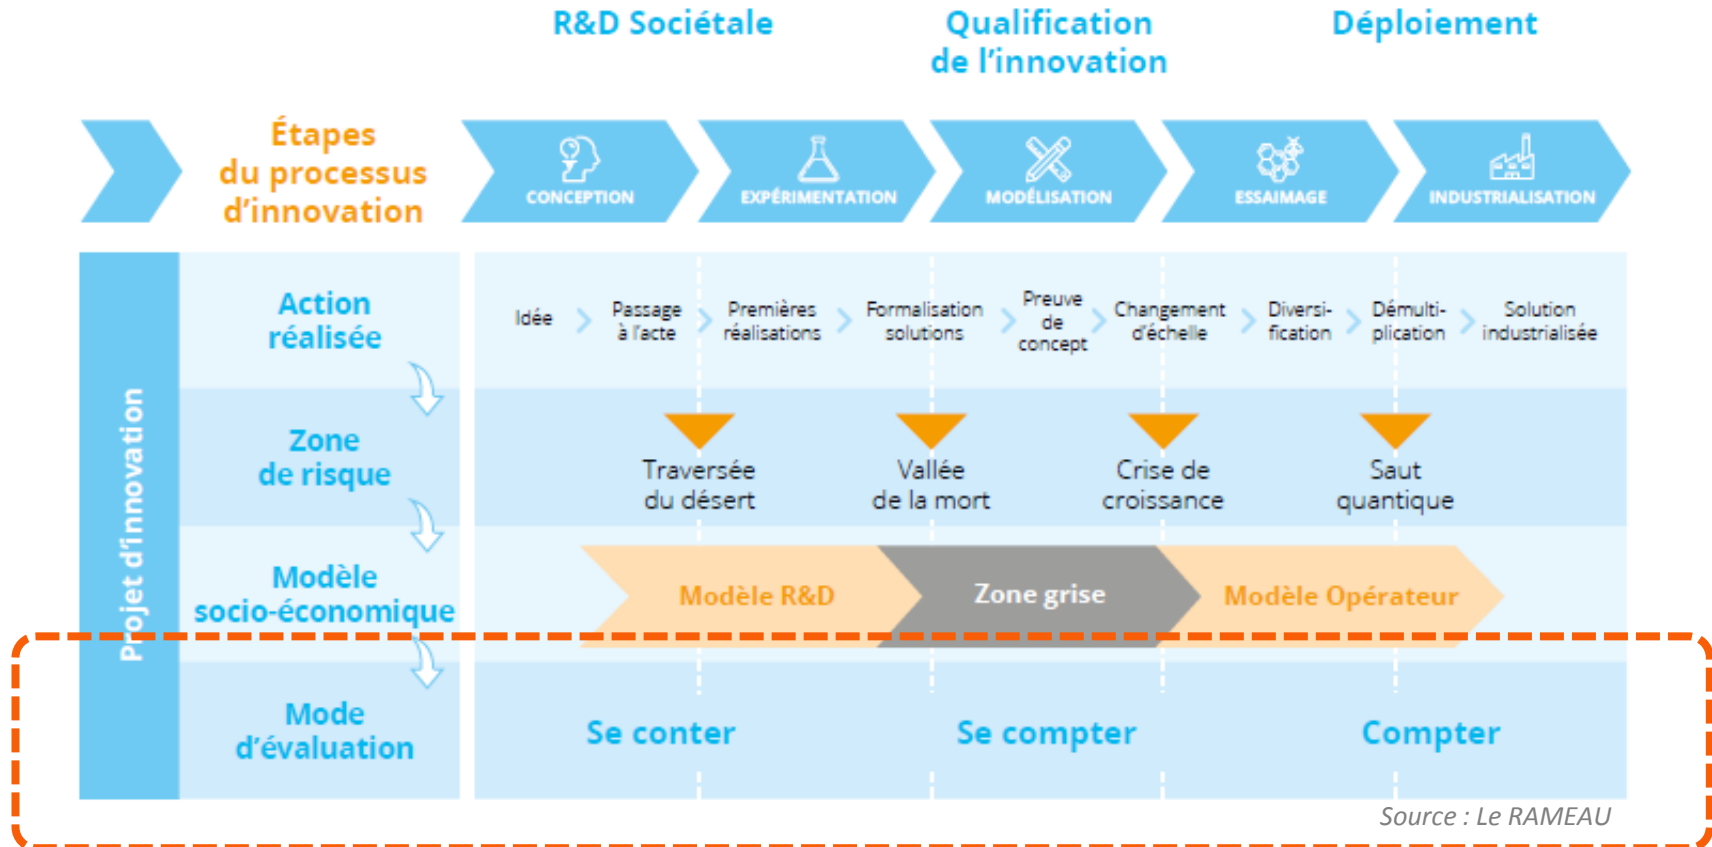 R&D Sociétale
Qualification
de l'innovation
Déploiement
Étapes
du processus
d'innovation
CONCEPTION
EXPÉRIMENTATION
MODÉLISATION
ESSAIMAGE
INDUSTRIALISATION
Projet d'innovation
Action
réalisée
Idée
Passage
à l'acte
Premières
réalisations
Formalisation
solutions
Preuve
de
concept
Changement
d'échelle
Diversi-
fication
Démulti-
plication
Solution
industrialisée
Zone
de risque
Traversée
du désert
Vallée
de la mort
Crise de
croissance
Saut
quantique
Modèle
socio-économique
Modèle R&D
Zone grise
Modèle Opérateur
Mode
d'évaluation
Se conter
Se compter
Compter
Source : Le RAMEAU